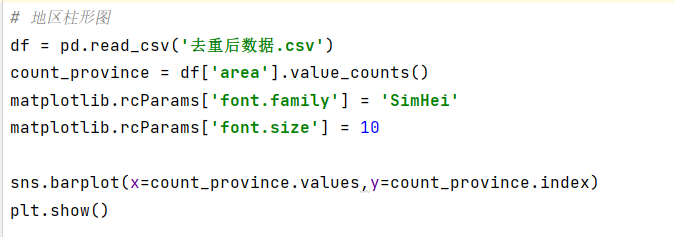 # 地区柱形图
df = pd.read_csv('去重后数据.csv')
count_province = df['area'].value_counts()
matplotlib.rcParams['font.family'] = 'SimHei'
matplotlib.rcParams['font.size'] = 10
sns.barplot(x=count_province.values,y=count_province.index)
plt.show()